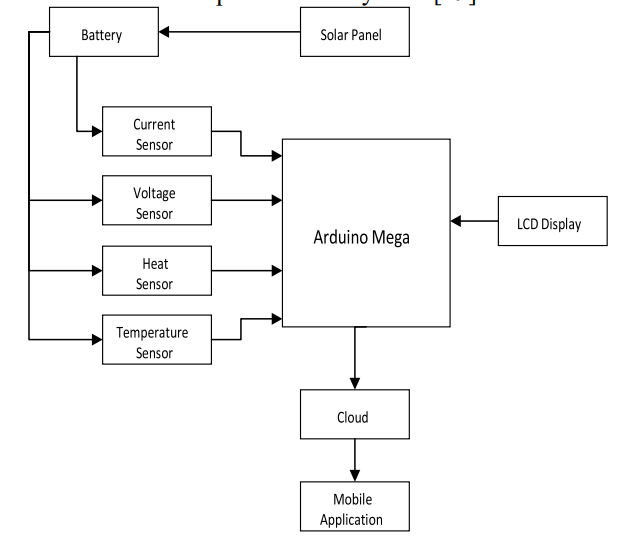 Battery
Solar Panel
Current
Sensor
Voltage
Sensor
Heat
Sensor
Temperature
Sensor
Arduino Mega
LCD Display
Cloud
Mobile
Application